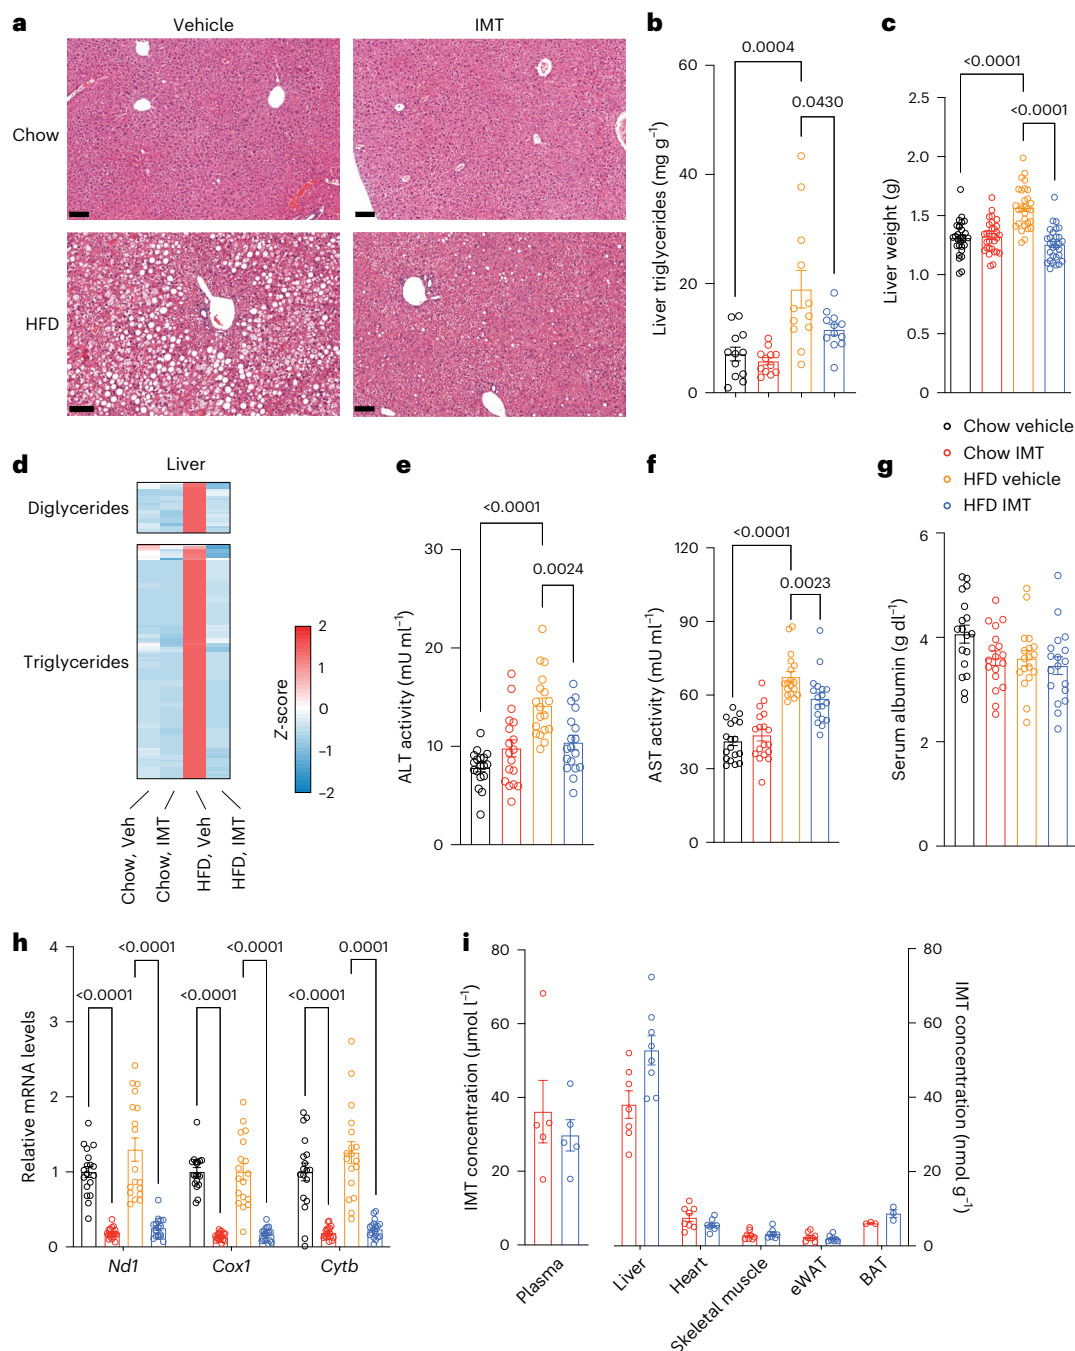 a
Vehicle
IMT
Chow
HFD
b
Liver triglycerides (mg g⁻¹)
60
40
20
0
0.0004
0.0430
c
Liver weight (g)
2.5
2.0
1.5
1.0
0.5
0
<0.0001
<0.0001
Chow vehicle
Chow IMT
HFD vehicle
HFD IMT
d
Liver
Diglycerides
Triglycerides
Z-score
2
1
0
−1
−2
Chow, Veh
Chow, IMT
HFD, Veh
HFD, IMT
e
ALT activity (mU ml⁻¹)
30
20
10
0
<0.0001
0.0024
f
AST activity (mU ml⁻¹)
120
90
60
30
0
<0.0001
0.0023
g
Serum albumin (g dl⁻¹)
6
4
2
0
h
Relative mRNA levels
4
3
2
1
0
<0.0001
<0.0001
<0.0001
<0.0001
<0.0001
0.0001
Nd1
Cox1
Cytb
i
IMT concentration (µmol l⁻¹)
80
60
40
20
0
Plasma
Liver
Heart
Skeletal muscle
eWAT
BAT
80
60
40
20
0
IMT concentration (nmol g⁻¹)